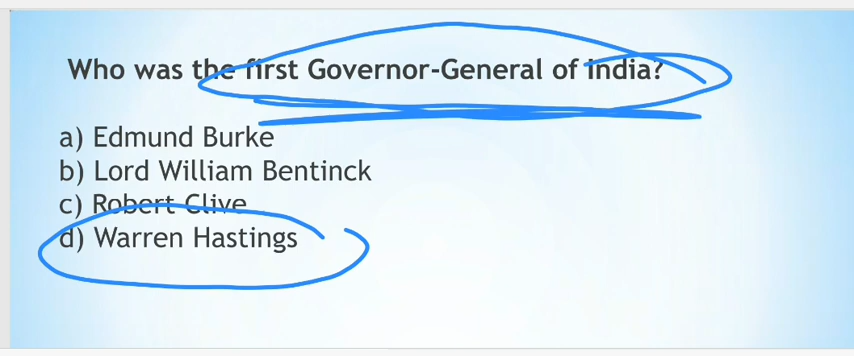 Who was the first Governor-General of India?
a) Edmund Burke
b) Lord William Bentinck
c) Robert Clive
d) Warren Hastings